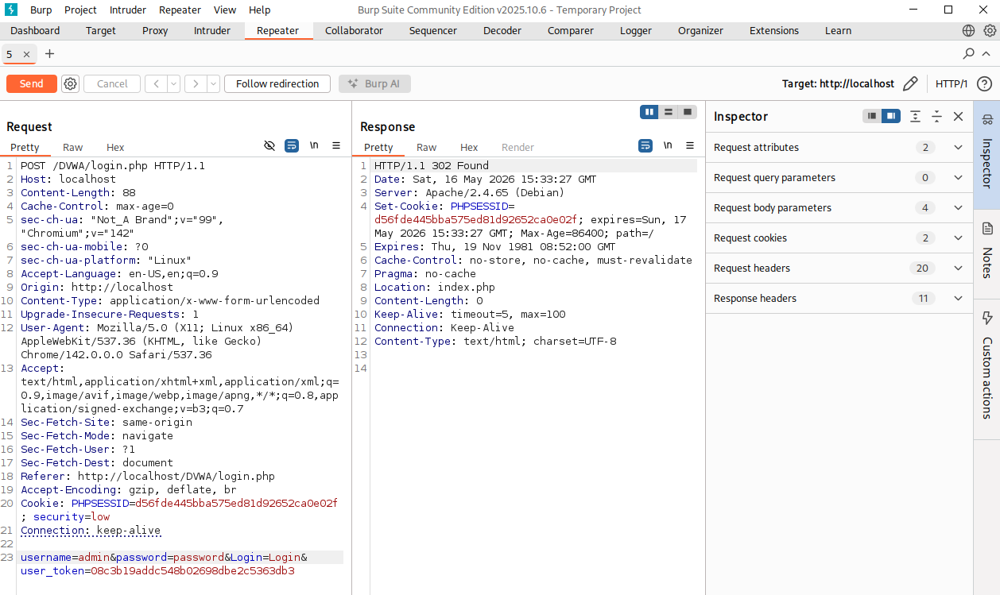 Burp Project Intruder Repeater View Help Burp Suite Community Edition v2025.10.6 - Temporary Project
Dashboard Target Proxy Intruder Repeater Collaborator Sequencer Decoder Comparer Logger Organizer Extensions Learn
5 × +
Send Cancel < > Follow redirection Burp AI Target: http://localhost HTTP/1 ?
Request
Pretty Raw Hex \n
1 POST /DVWA/login.php HTTP/1.1
2 Host: localhost
3 Content-Length: 88
4 Cache-Control: max-age=0
5 sec-ch-ua: "Not_A Brand";v="99",
"Chromium";v="142"
6 sec-ch-ua-mobile: ?0
7 sec-ch-ua-platform: "Linux"
8 Accept-Language: en-US,en;q=0.9
9 Origin: http://localhost
10 Content-Type: application/x-www-form-urlencoded
11 Upgrade-Insecure-Requests: 1
12 User-Agent: Mozilla/5.0 (X11; Linux x86_64)
AppleWebKit/537.36 (KHTML, like Gecko)
Chrome/142.0.0.0 Safari/537.36
13 Accept:
text/html,application/xhtml+xml,application/xml;q=
0.9,image/avif,image/webp,image/apng,*/*;q=0.8,app
lication/signed-exchange;v=b3;q=0.7
14 Sec-Fetch-Site: same-origin
15 Sec-Fetch-Mode: navigate
16 Sec-Fetch-User: ?1
17 Sec-Fetch-Dest: document
18 Referer: http://localhost/DVWA/login.php
19 Accept-Encoding: gzip, deflate, br
20 Cookie: PHPSESSID=d56fde445bba575ed81d92652ca0e02f
; security=low
21 Connection: keep-alive
22
23 username=admin&password=password&Login=Login&
user_token=08c3b19addc548b02698dbe2c5363db3
Response
Pretty Raw Hex Render \n
1 HTTP/1.1 302 Found
2 Date: Sat, 16 May 2026 15:33:27 GMT
3 Server: Apache/2.4.65 (Debian)
4 Set-Cookie: PHPSESSID=
d56fde445bba575ed81d92652ca0e02f; expires=Sun, 17
May 2026 15:33:27 GMT; Max-Age=86400; path=/
5 Expires: Thu, 19 Nov 1981 08:52:00 GMT
6 Cache-Control: no-store, no-cache, must-revalidate
7 Pragma: no-cache
8 Location: index.php
9 Content-Length: 0
10 Keep-Alive: timeout=5, max=100
11 Connection: Keep-Alive
12 Content-Type: text/html; charset=UTF-8
13
14
Inspector
Request attributes 2
Request query parameters 0
Request body parameters 4
Request cookies 2
Request headers 20
Response headers 11
Inspector
Notes
Custom actions